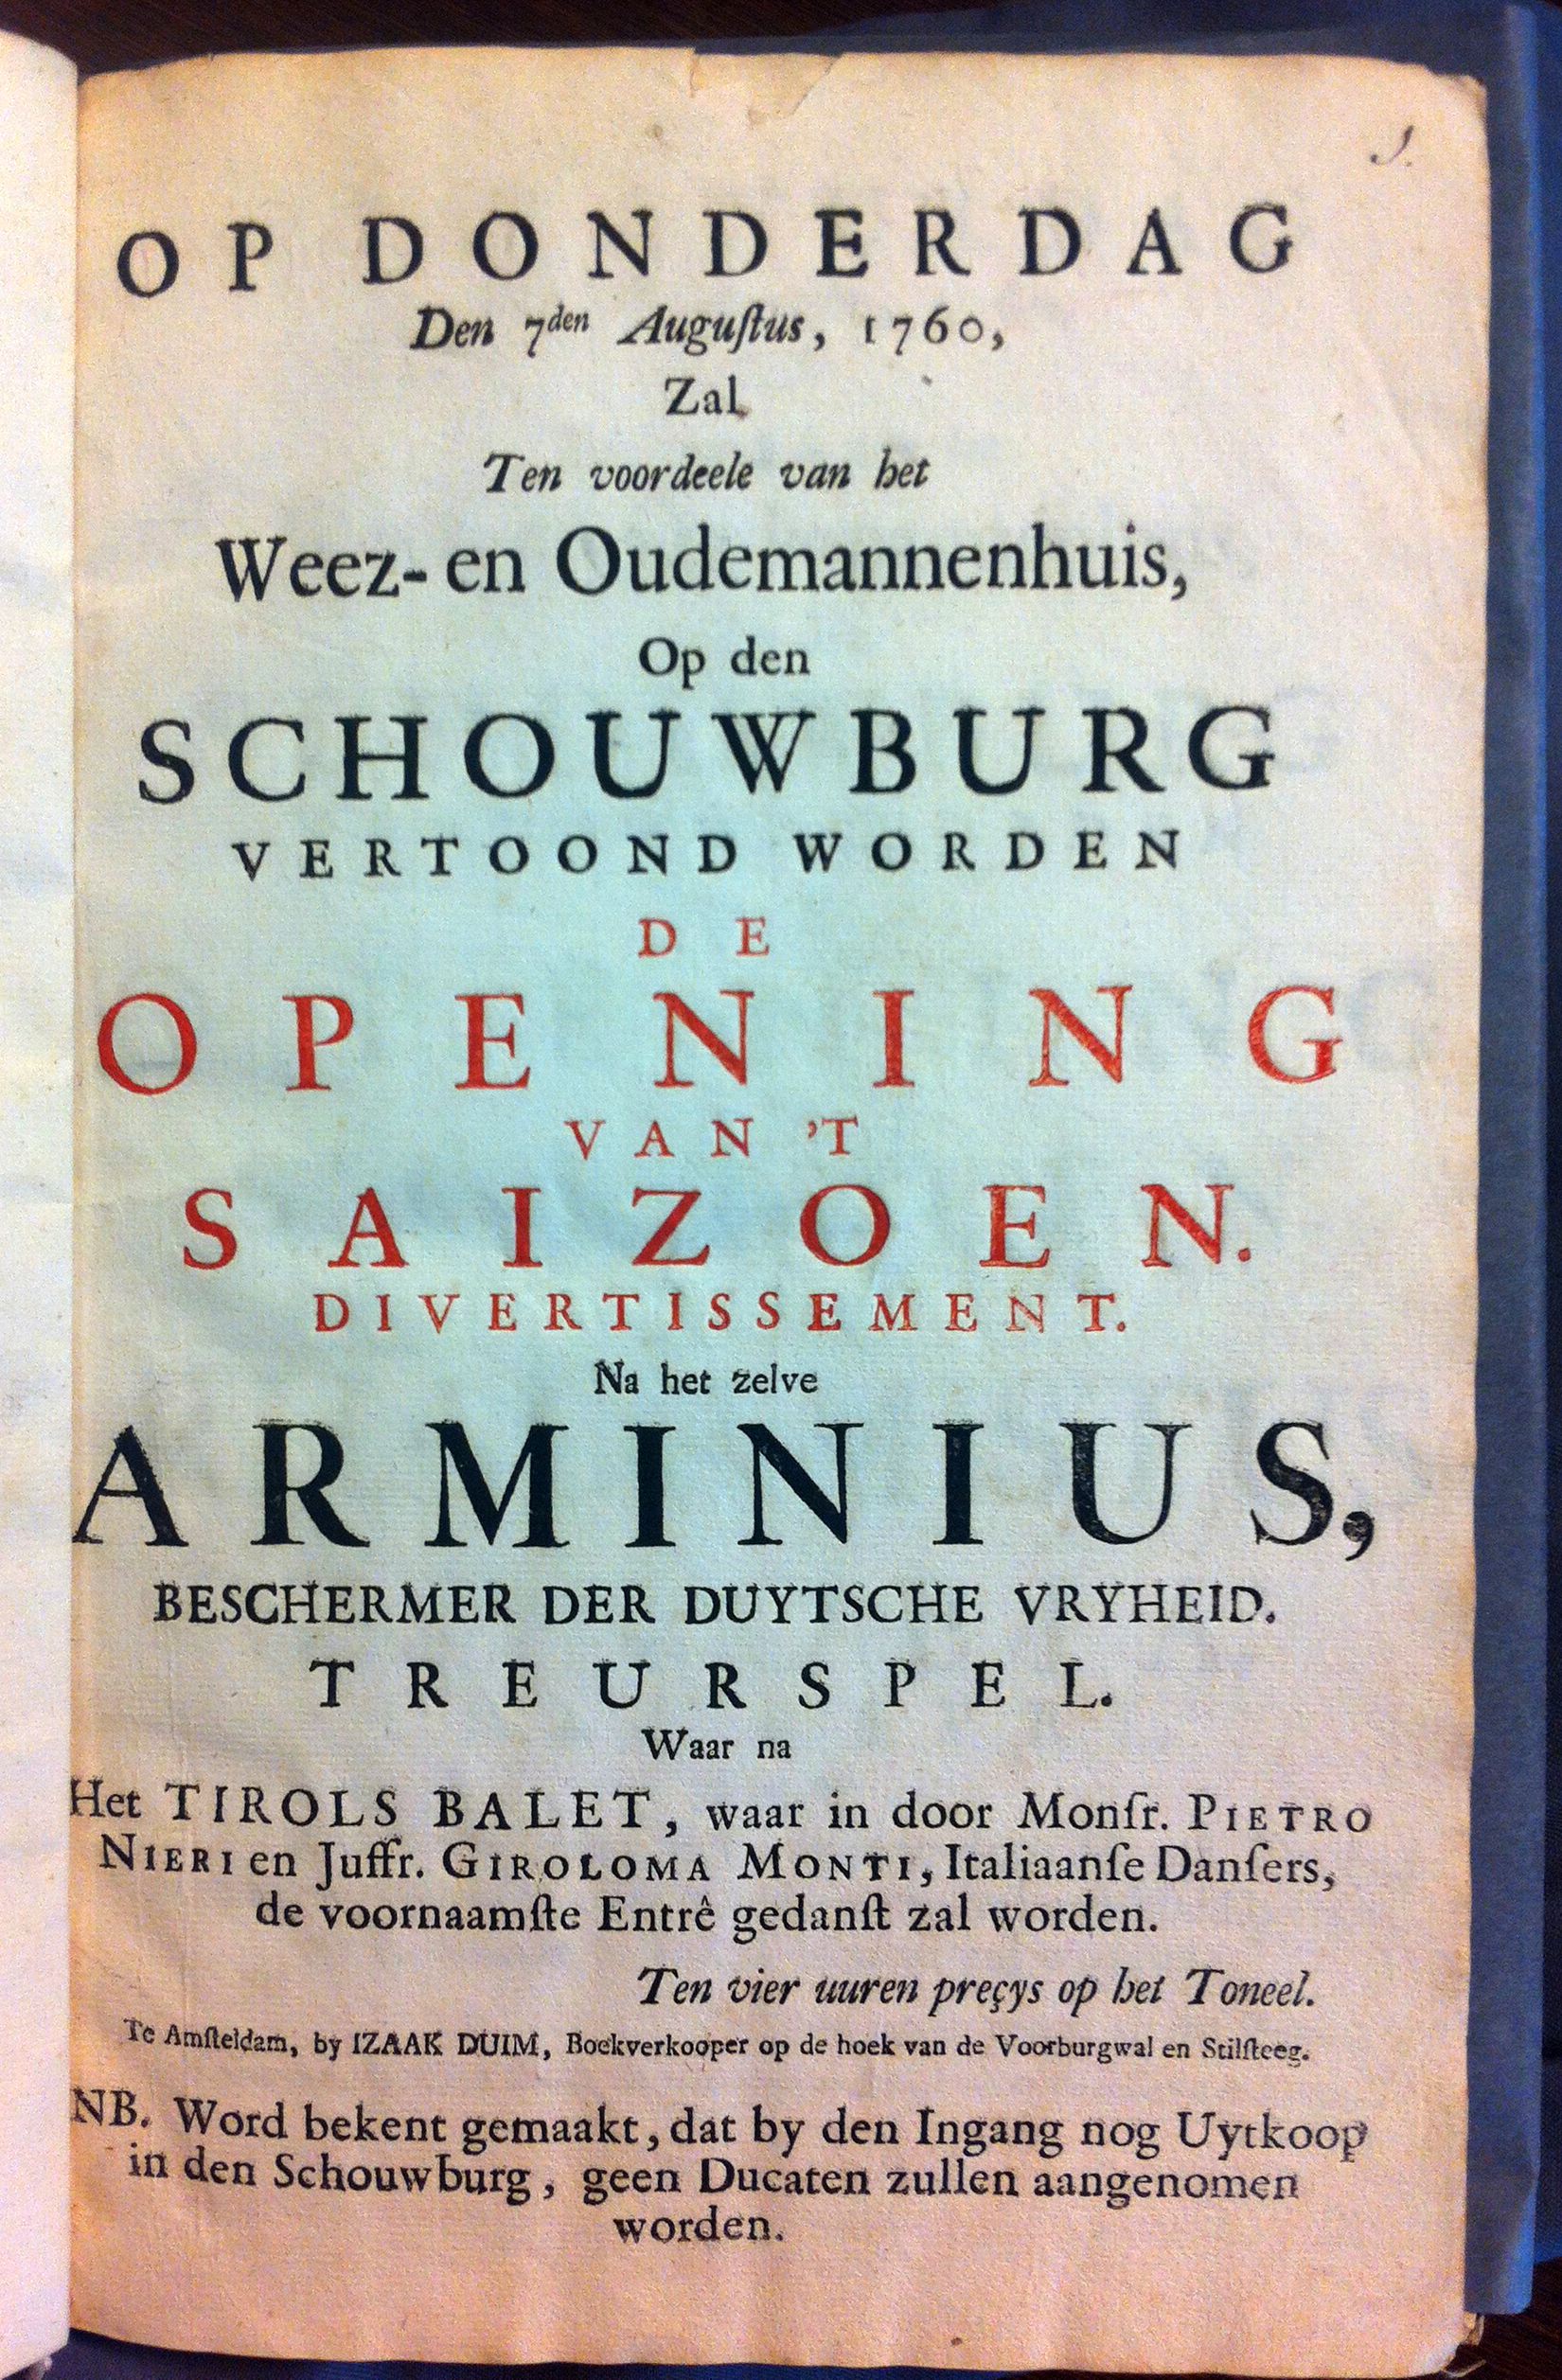 1.
OP DONDERDAG
Den 7den Auguſtus, 1760,
Zal
Ten voordeele van het
Weez- en Oudemannenhuis,
Op den
SCHOUWBURG
VERTOOND WORDEN
DE
OPENING
VAN 'T
SAIZOEN.
DIVERTISSEMENT.
Na het zelve
ARMINIUS,
BESCHERMER DER DUYTSCHE VRYHEID.
TREURSPEL.
Waar na
Het TIROLS BALET, waar in door Monſr. PIETRO
NIERI en Juffr. GIROLOMA MONTI, Italiaanſe Danſers,
de voornaamſte Entrê gedanſt zal worden.
Ten vier uuren preçys op het Toneel.
Te Amſteldam, by IZAAK DUIM, Boekverkooper op de hoek van de Voorburgwal en Stilſteeg.
NB. Word bekent gemaakt, dat by den Ingang nog Uytkoop
in den Schouwburg, geen Ducaten zullen aangenomen
worden.